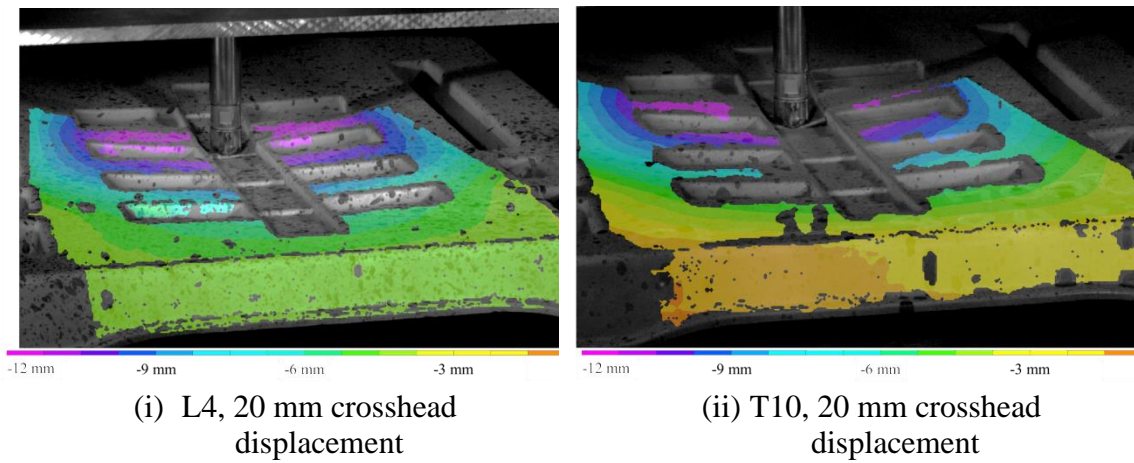 -12 mm -9 mm -6 mm -3 mm
-12 mm -9 mm -6 mm -3 mm
(i) L4, 20 mm crosshead
displacement
(ii) T10, 20 mm crosshead
displacement